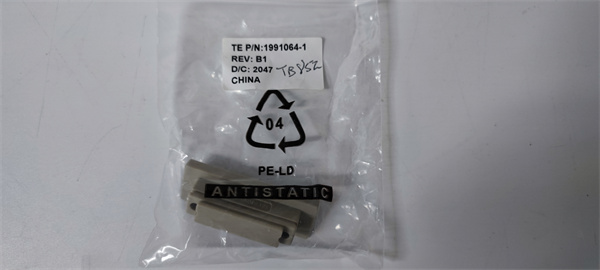 TE P/N:1991064-1
REV: B1
D/C: 2047 TB852
CHINA
04
PE-LD
ANTISTATIC